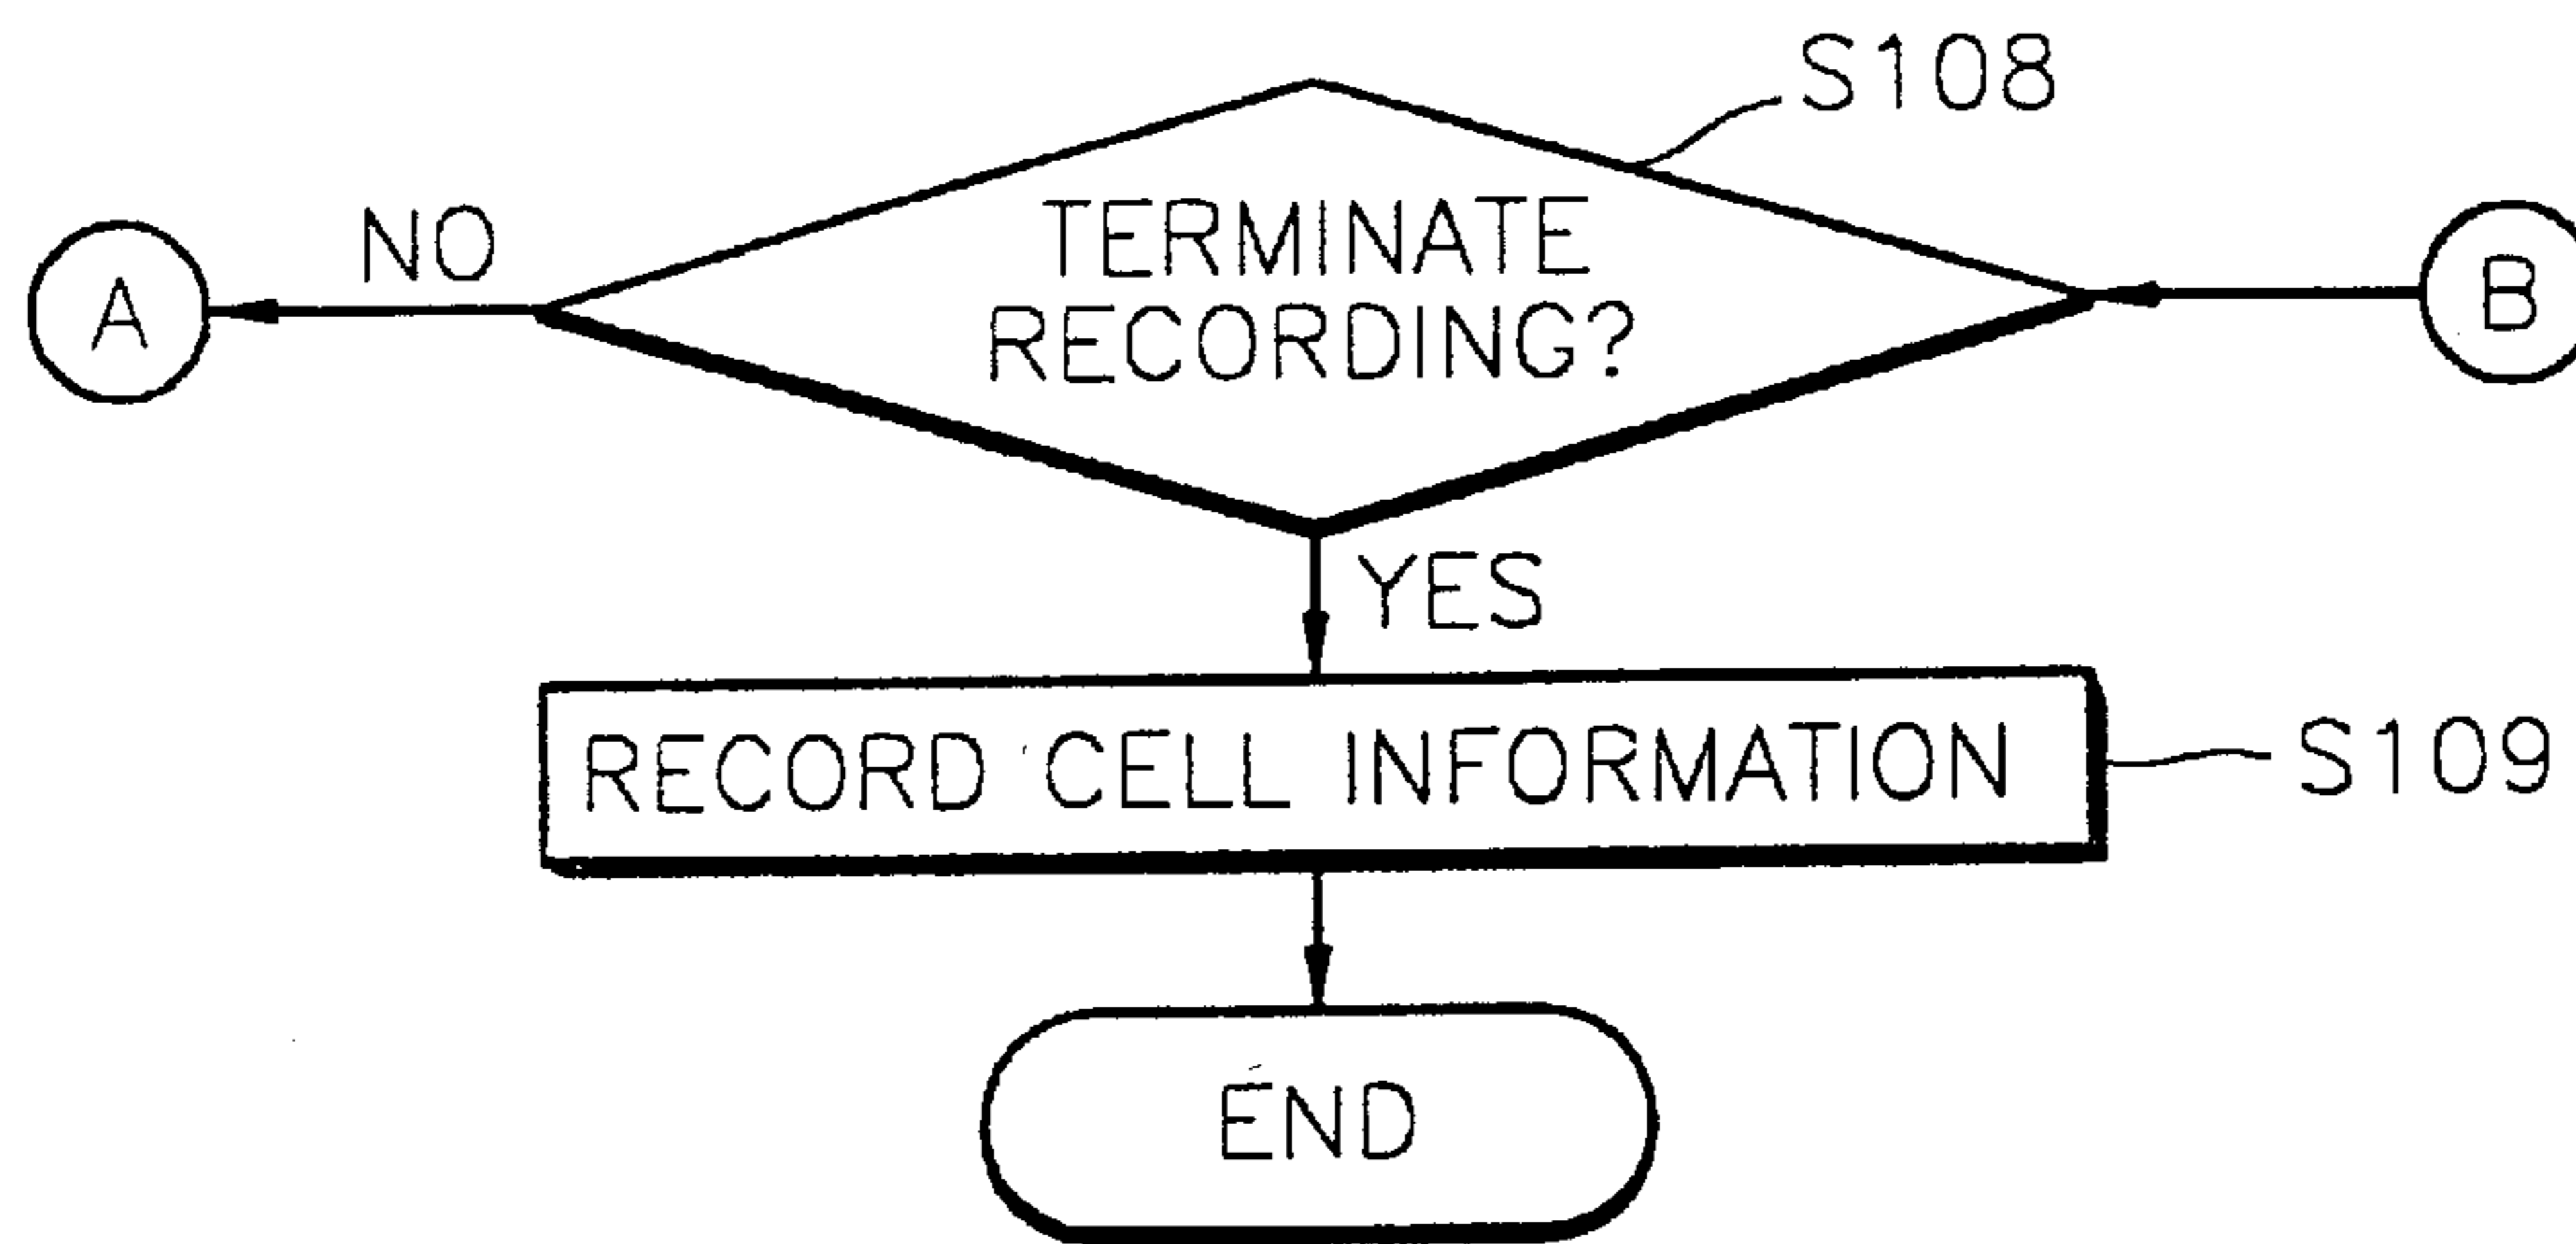 S108
NO
TERMINATE
RECORDING?
A
B
YES
RECORD CELL INFORMATION
S109
END